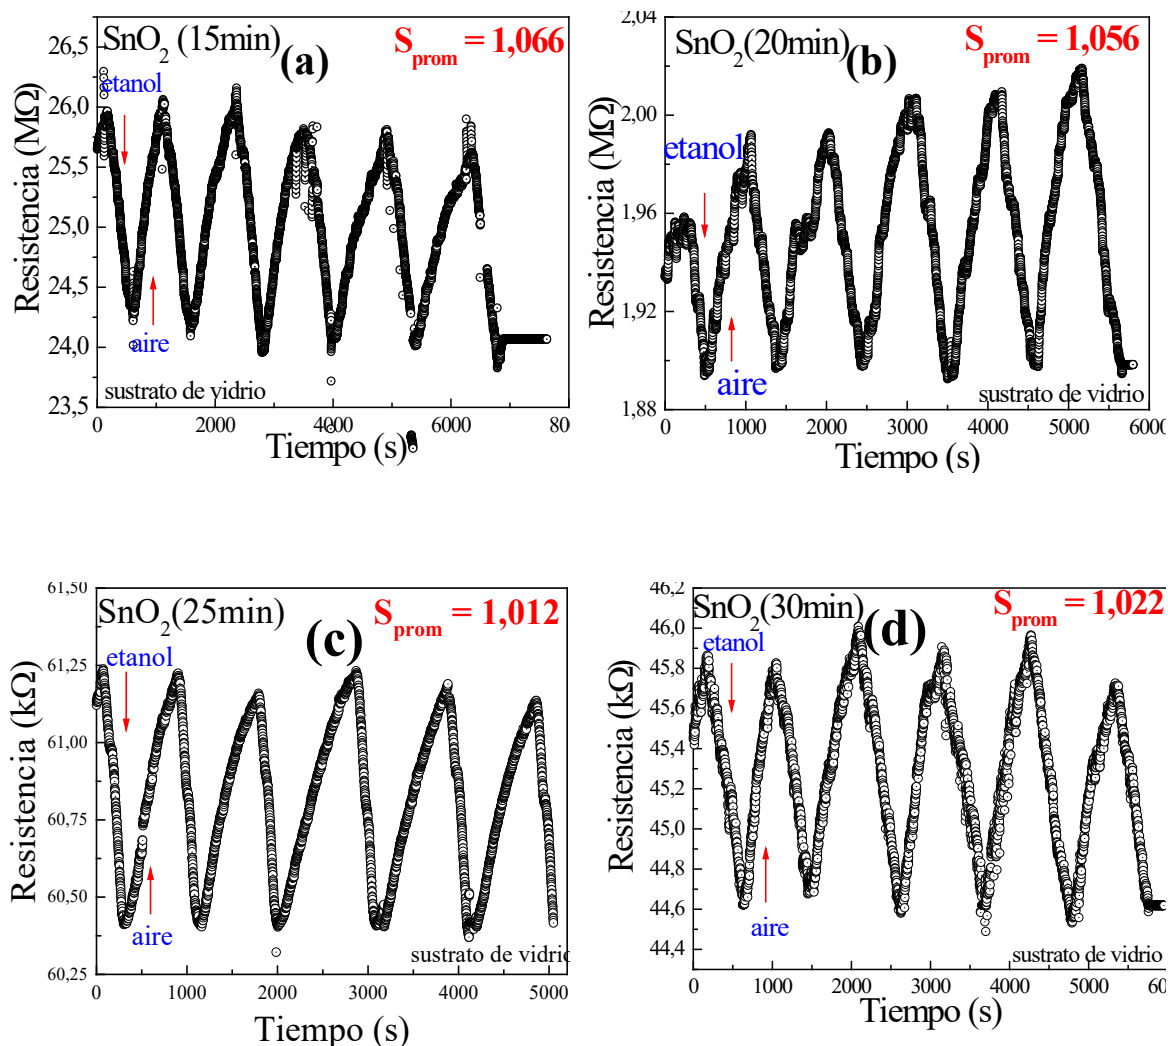 SnO2 (15min)
(a)
Sprom = 1,066
etanol
aire
sustrato de vidrio
26,5
26,0
25,5
25,0
24,5
24,0
23,5
Resistencia (MΩ)
0
2000
4000
6000
80
Tiempo (s)
SnO2(20min)
(b)
Sprom = 1,056
etanol
aire
sustrato de vidrio
2,04
2,00
1,96
1,92
1,88
Resistencia (MΩ)
0
1000
2000
3000
4000
5000
6000
Tiempo (s)
SnO2(25min)
(c)
Sprom = 1,012
etanol
aire
sustrato de vidrio
61,50
61,25
61,00
60,75
60,50
60,25
Resistencia (kΩ)
0
1000
2000
3000
4000
5000
Tiempo (s)
SnO2(30min)
(d)
Sprom = 1,022
etanol
aire
sustrato de vidrio
46,2
46,0
45,8
45,6
45,4
45,2
45,0
44,8
44,6
44,4
Resistencia (kΩ)
0
1000
2000
3000
4000
5000
60
Tiempo (s)